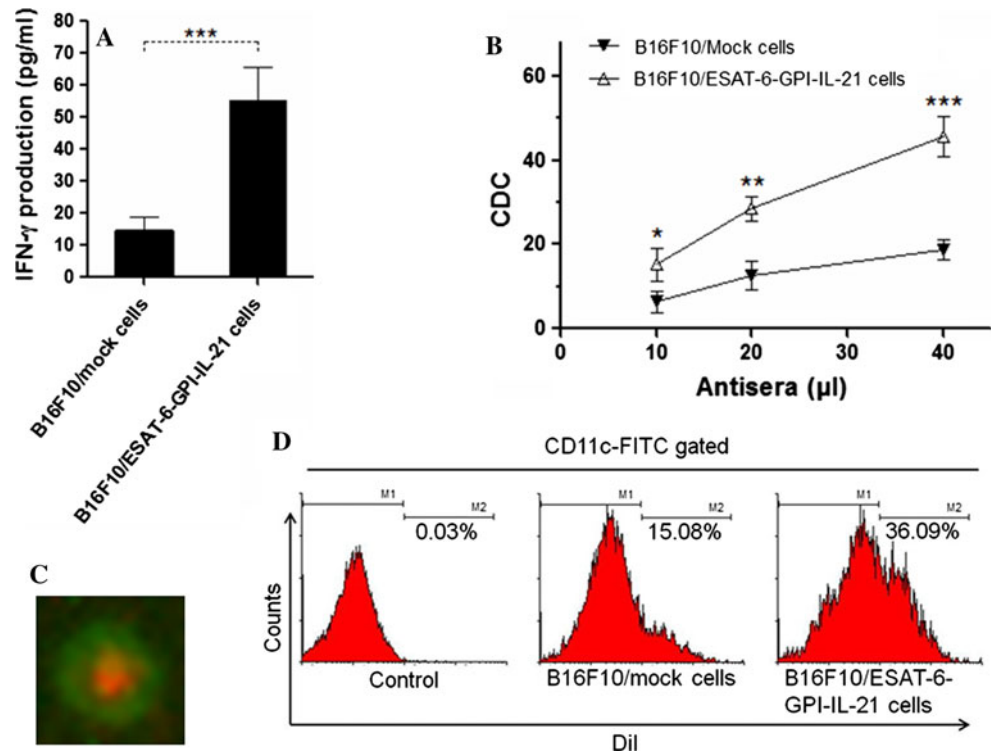 A
***
IFN-γ production (pg/ml)
80
70
60
50
40
30
20
10
0
B16F10/mock cells
B16F10/ESAT-6-GPI-IL-21 cells
B
B16F10/Mock cells
B16F10/ESAT-6-GPI-IL-21 cells
CDC
60
40
20
0
*
**
***
0
10
20
30
40
Antisera (µl)
C
D
CD11c-FITC gated
Counts
M1
M2
0.03%
Control
M1
M2
15.08%
B16F10/mock cells
M1
M2
36.09%
B16F10/ESAT-6-
GPI-IL-21 cells
Dil